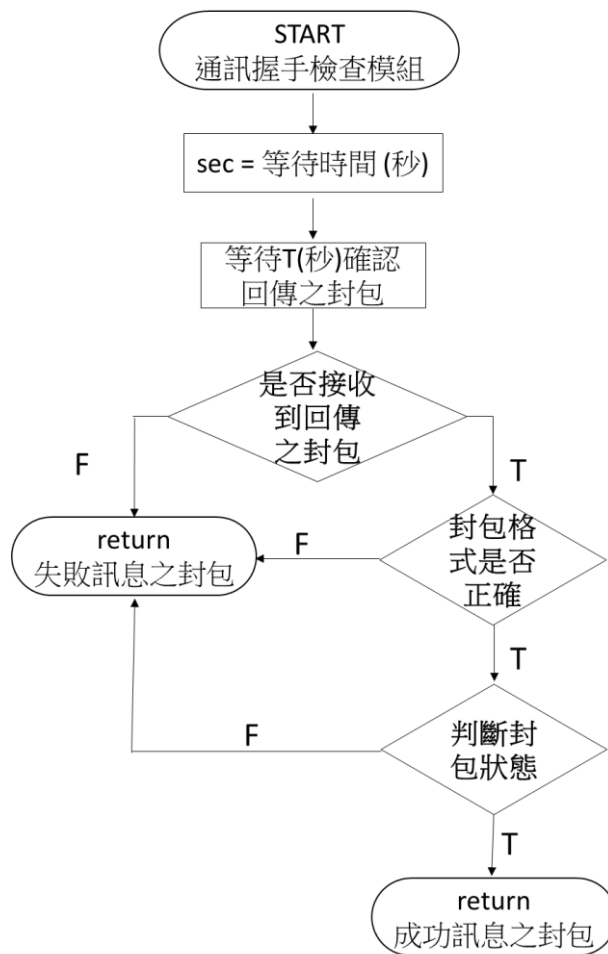 START
通訊握手檢查模組
sec = 等待時間 (秒)
等待T(秒)確認
回傳之封包
是否接收
到回傳
之封包
F
T
return
失敗訊息之封包
F
封包格
式是否
正確
T
F
判斷封
包狀態
T
return
成功訊息之封包